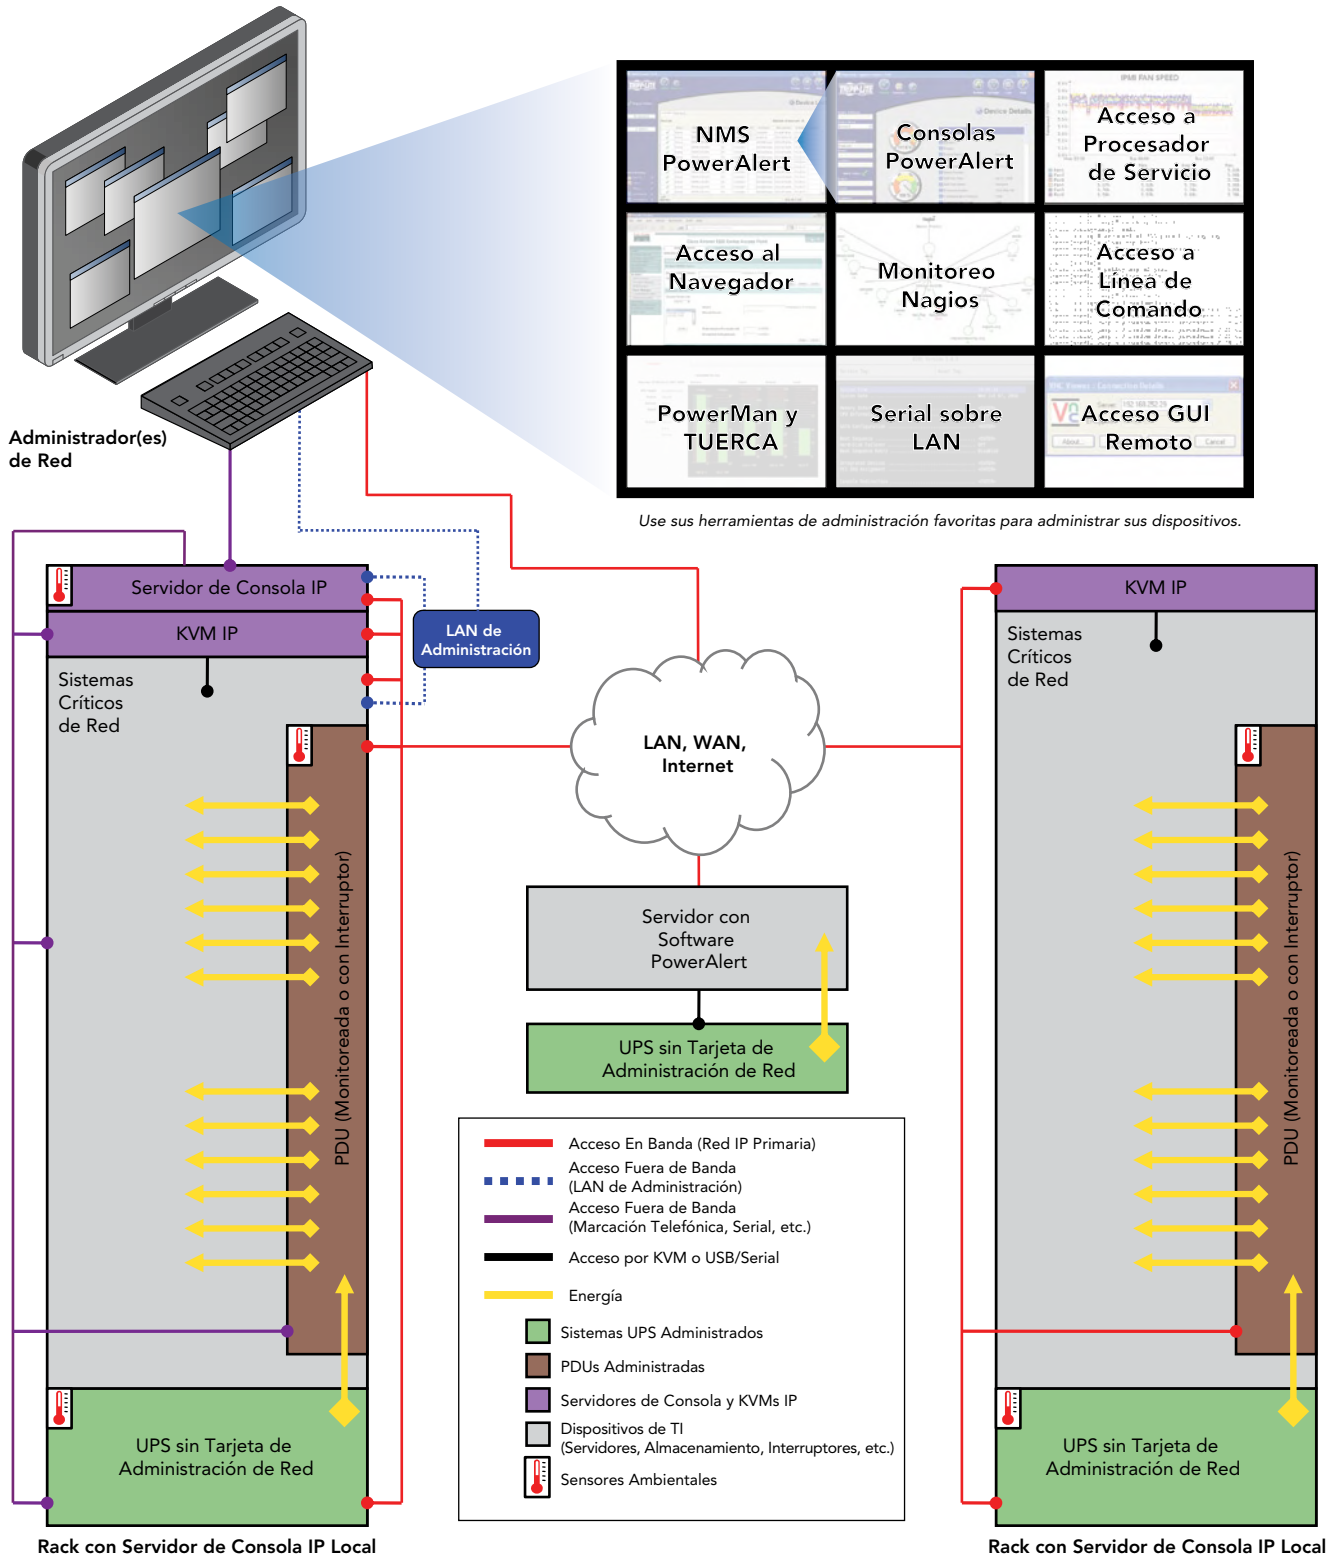 IPMI FAN SPEED
Device Details
NMS
PowerAlert
Consolas
PowerAlert
Acceso a
Procesador
de Servicio
Acceso al
Navegador
Monitoreo
Nagios
Acceso a
Línea de
Comando
PowerMan y
TUERCA
Serial sobre
LAN
Acceso GUI
Remoto
Use sus herramientas de administración favoritas para administrar sus dispositivos.
Administrador(es)
de Red
Servidor de Consola IP
KVM IP
LAN de
Administración
Sistemas
Críticos
de Red
PDU (Monitoreada o con Interruptor)
UPS sin Tarjeta de
Administración de Red
Rack con Servidor de Consola IP Local
LAN, WAN,
Internet
Servidor con
Software
PowerAlert
UPS sin Tarjeta de
Administración de Red
Acceso En Banda (Red IP Primaria)
Acceso Fuera de Banda
(LAN de Administración)
Acceso Fuera de Banda
(Marcación Telefónica, Serial, etc.)
Acceso por KVM o USB/Serial
Energía
Sistemas UPS Administrados
PDUs Administradas
Servidores de Consola y KVMs IP
Dispositivos de TI
(Servidores, Almacenamiento, Interruptores, etc.)
Sensores Ambientales
KVM IP
Sistemas
Críticos
de Red
PDU (Monitoreada o con Interruptor)
UPS sin Tarjeta de
Administración de Red
Rack con Servidor de Consola IP Local